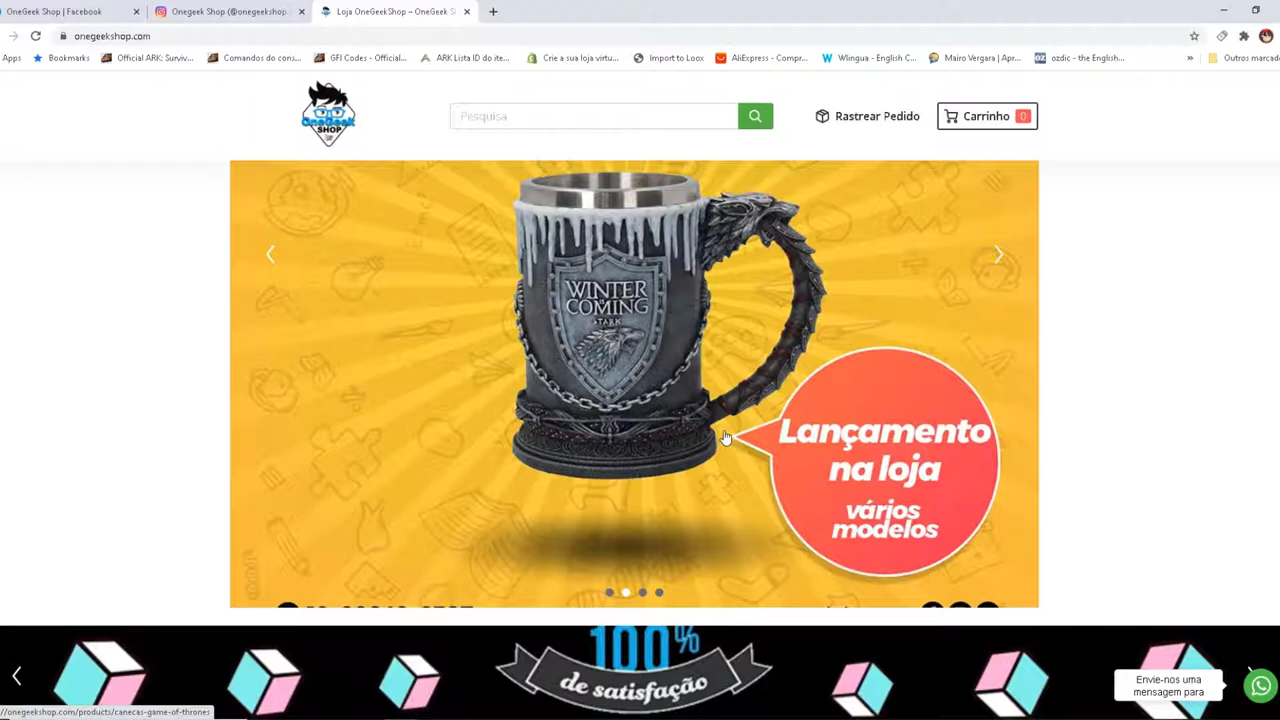 OneGeek Shop | Facebook
Onegeek Shop (@onegeekshop.
Loja OneGeekShop – OneGeek S
onegeekshop.com
Apps
Bookmarks
Official ARK: Surviv...
Comandos do cons...
GFI Codes - Official...
ARK Lista ID do ite...
Crie a sua loja virtu...
Import to Loox
AliExpress - Compr...
Wlingua - English C...
Mairo Vergara | Apr...
ozdic - the English...
»
Outros marcad
OneGeek
SHOP
Pesquisa
Rastrear Pedido
Carrinho 0
WINTER
IS
COMING
STARK
Lançamento
na loja
vários
modelos
100%
de satisfação
Envie-nos uma
mensagem para
//onegeekshop.com/products/canecas-game-of-thrones